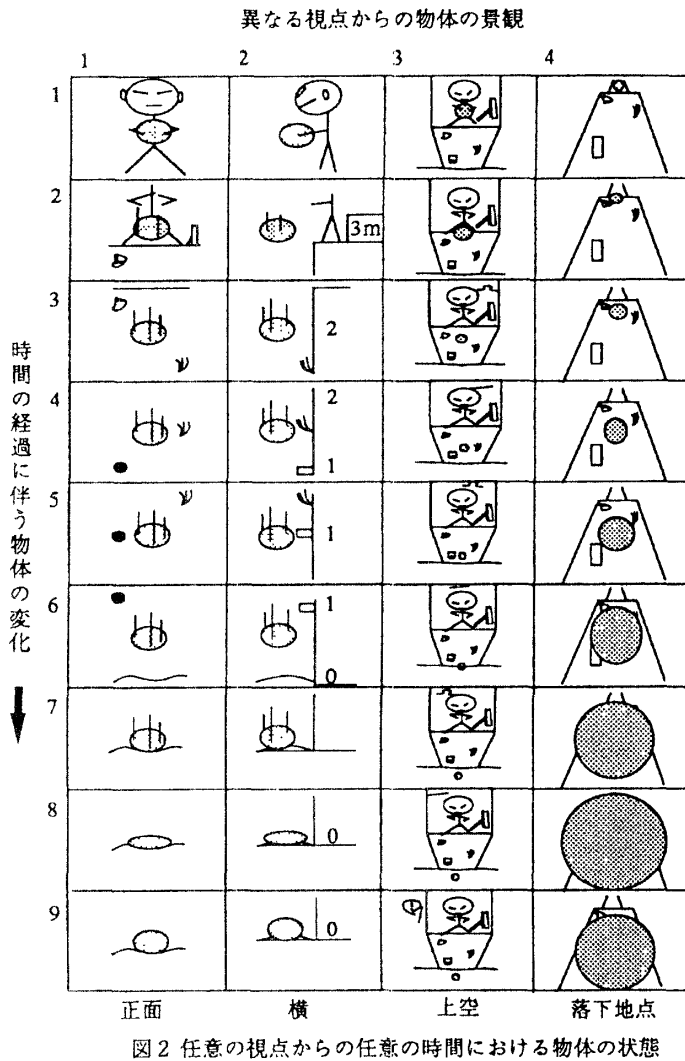 異なる視点からの物体の景観
1 2 3 4
1
2
3m
3
2
4
2
1
5
1
6
1
0
7
8
0
9
0
時間の経過に伴う物体の変化
正面 横 上空 落下地点
図2 任意の視点からの任意の時間における物体の状態